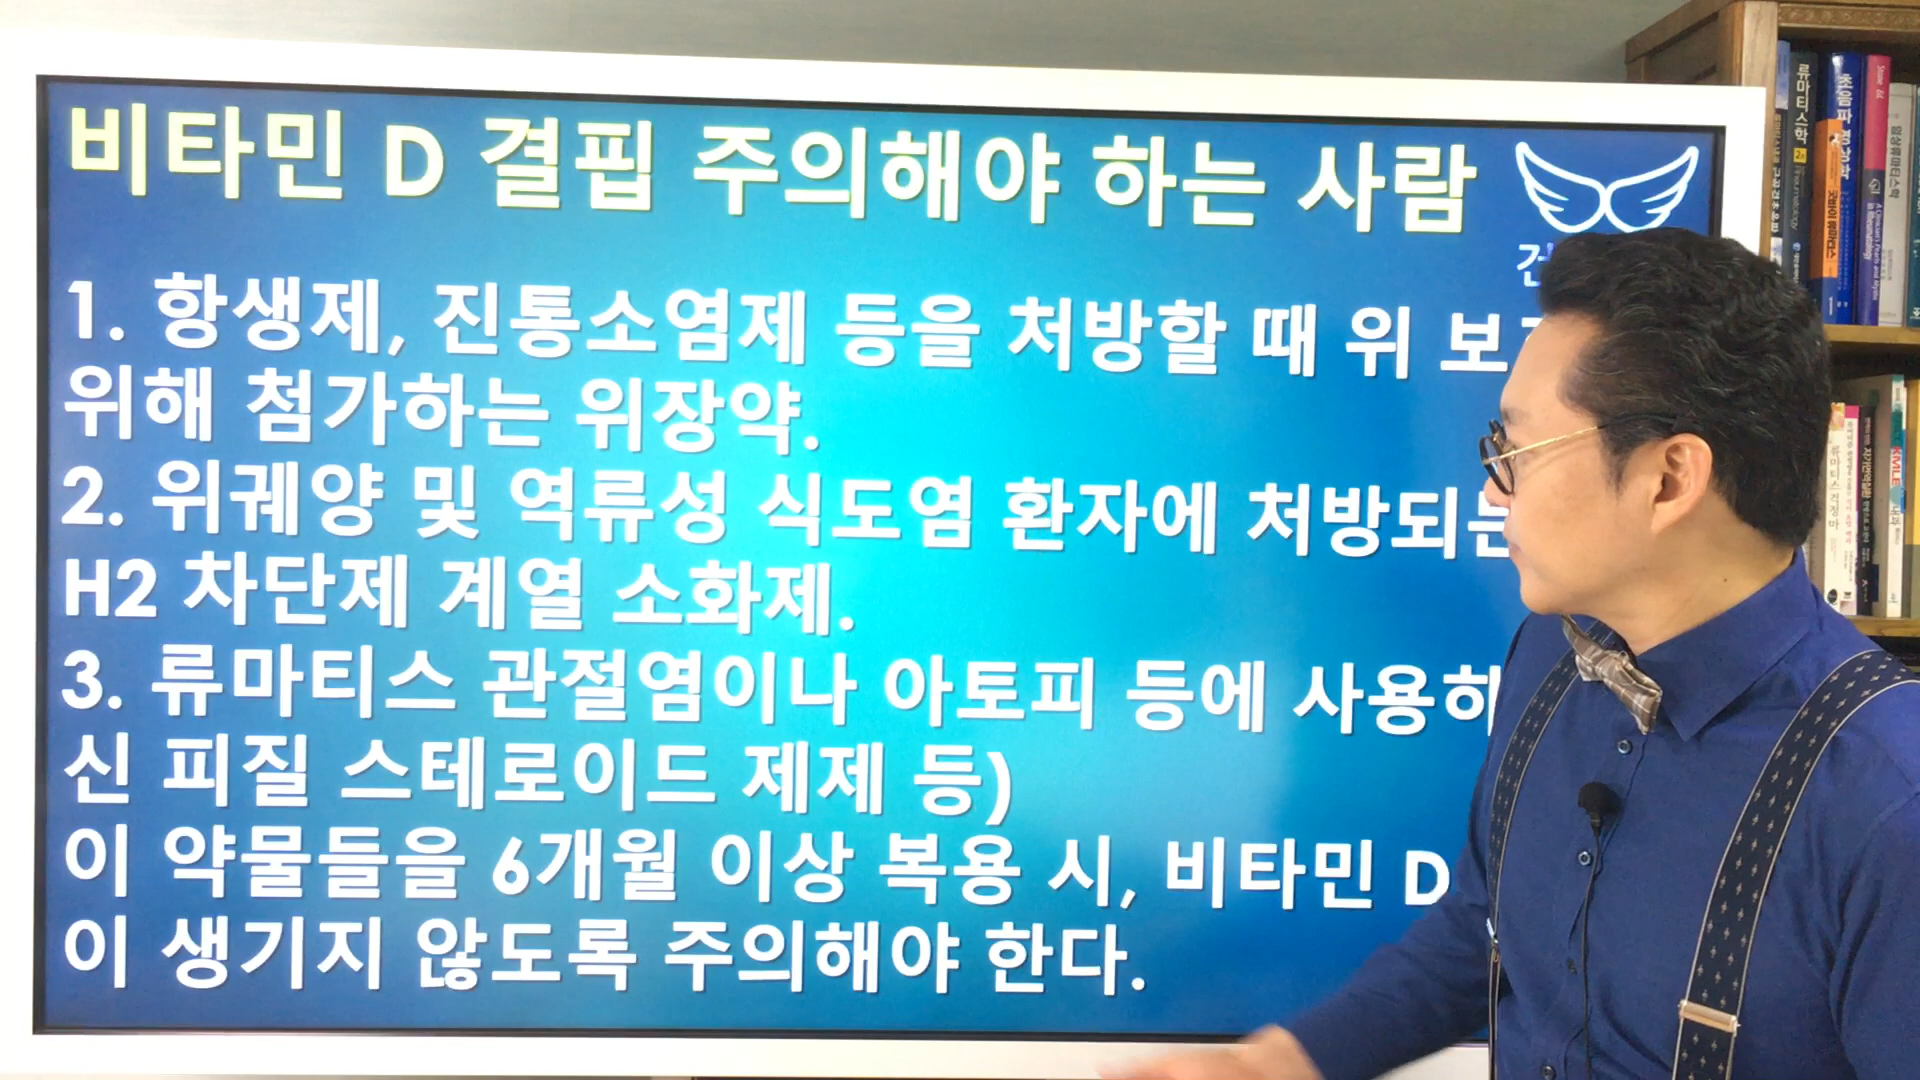 비타민 D 결핍 주의해야 하는 사람
1. 항생제, 진통소염제 등을 처방할 때 위
위해 첨가하는 위장약.
2. 위궤양 및 역류성 식도염 환자에 처방되는
H2 차단제 계열 소화제.
3. 류마티스 관절염이나 아토피 등에
신 피질 스테로이드 제제 등)
이 약물들을 6개월 이상 복용 시, 비타민 D
이 생기지 않도록 주의해야 한다.
류마티스학
KMLE